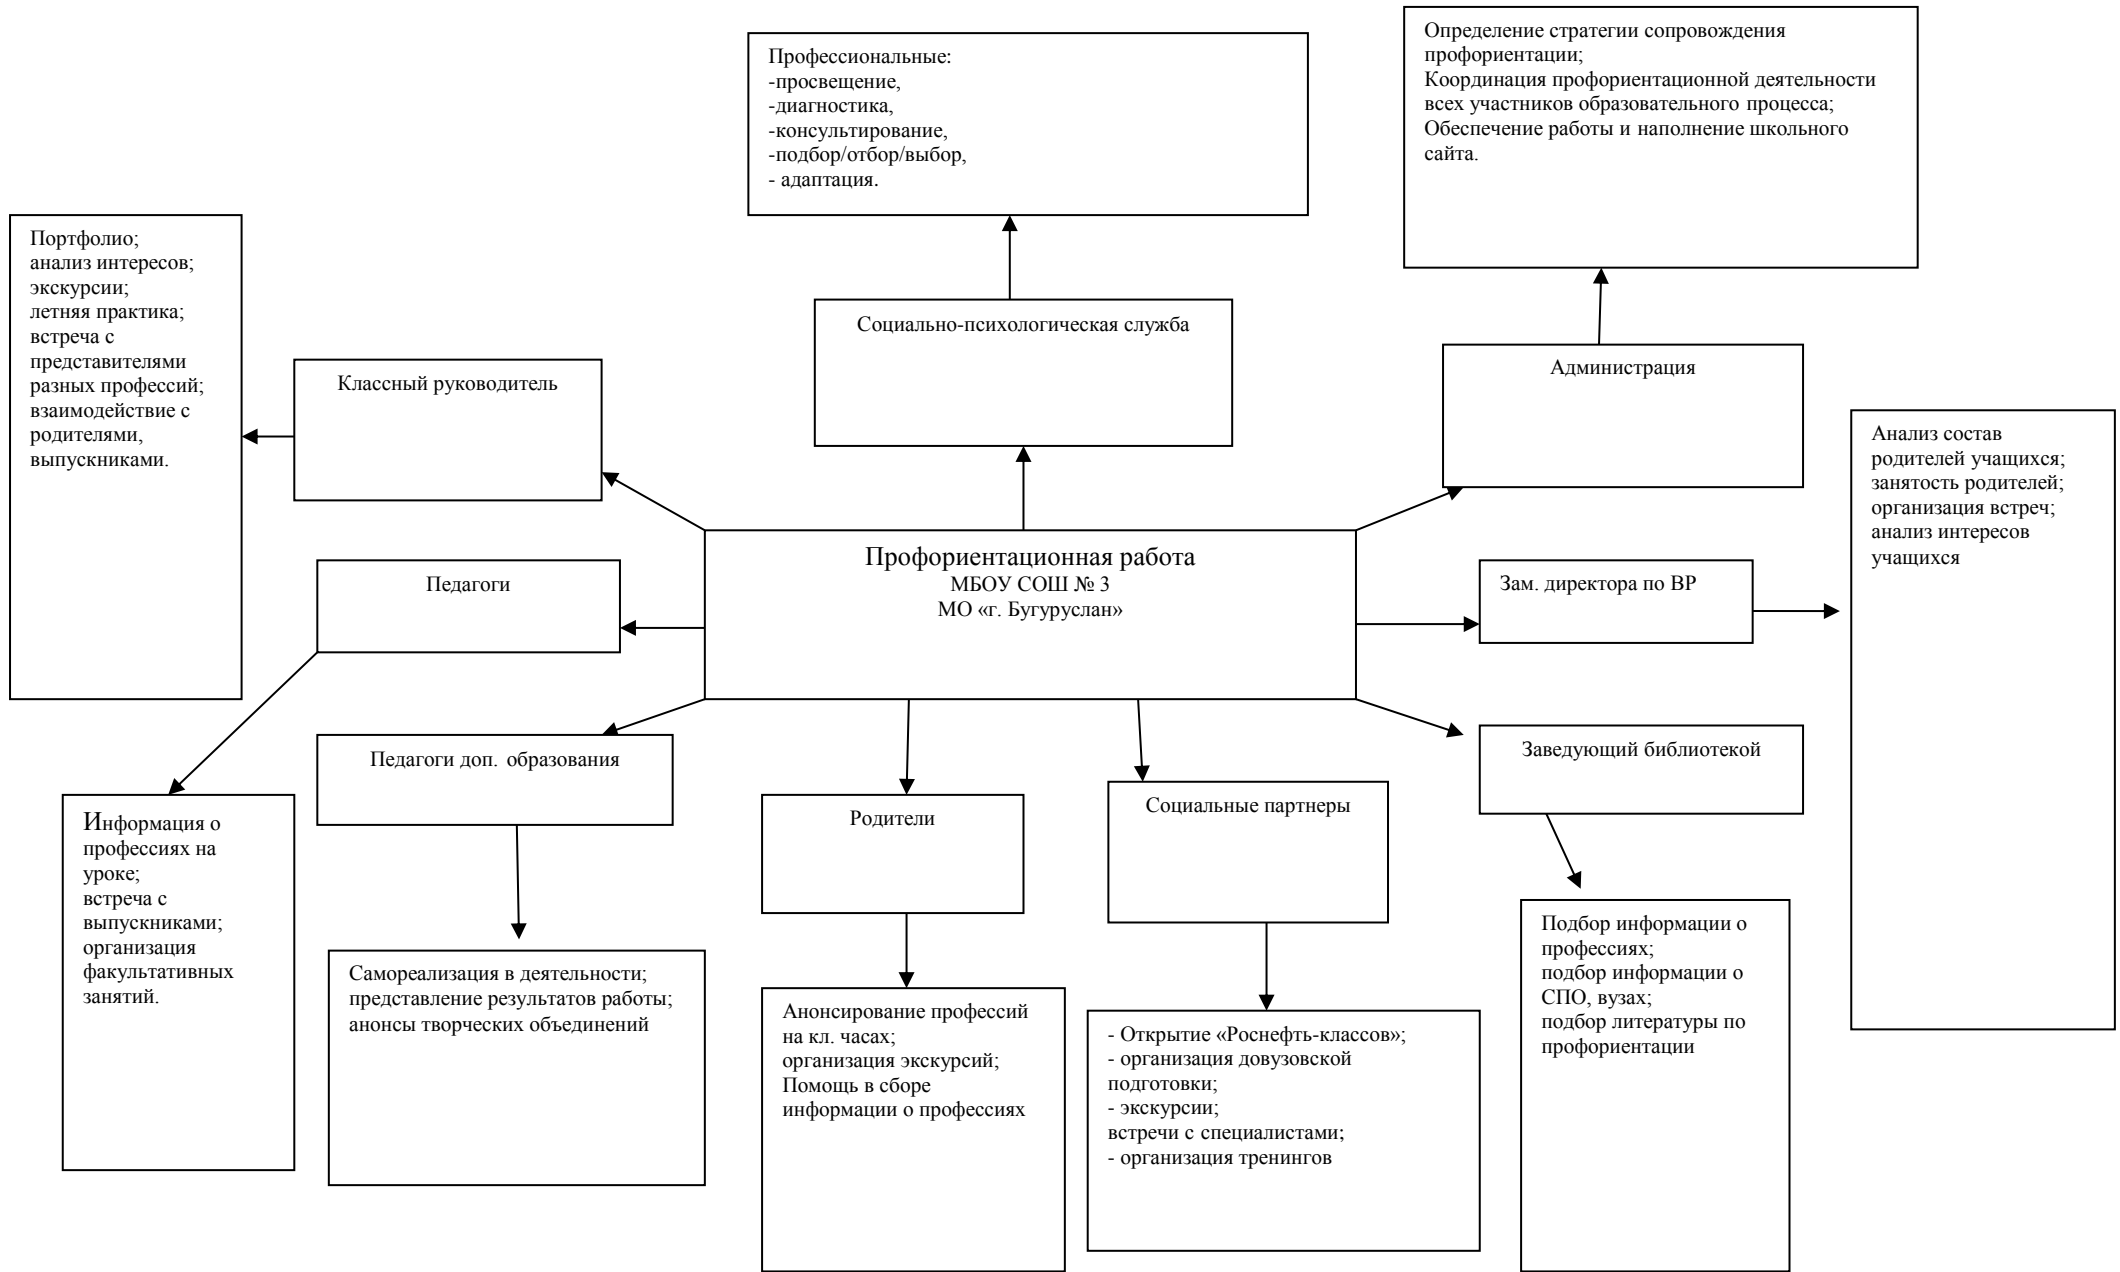 Профессиональные:
-просвещение,
-диагностика,
-консультирование,
-подбор/отбор/выбор,
- адаптация.
Определение стратегии сопровождения
профориентации;
Координация профориентационной деятельности
всех участников образовательного процесса;
Обеспечение работы и наполнение школьного
сайта.
Портфолио;
анализ интересов;
экскурсии;
летняя практика;
встреча с
представителями
разных профессий;
взаимодействие с
родителями,
выпускниками.
Классный руководитель
Социально-психологическая служба
Администрация
Анализ состав
родителей учащихся;
занятость родителей;
организация встреч;
анализ интересов
учащихся
Педагоги
Профориентационная работа
МБОУ СОШ № 3
МО «г. Бугуруслан»
Зам. директора по ВР
Педагоги доп. образования
Родители
Социальные партнеры
Заведующий библиотекой
Информация о
профессиях на
уроке;
встреча с
выпускниками;
организация
факультативных
занятий.
Самореализация в деятельности;
представление результатов работы;
анонсы творческих объединений
Анонсирование профессий
на кл. часах;
организация экскурсий;
Помощь в сборе
информации о профессиях
- Открытие «Роснефть-классов»;
- организация довузовской
подготовки;
- экскурсии;
встречи с специалистами;
- организация тренингов
Подбор информации о
профессиях;
подбор информации о
СПО, вузах;
подбор литературы по
профориентации